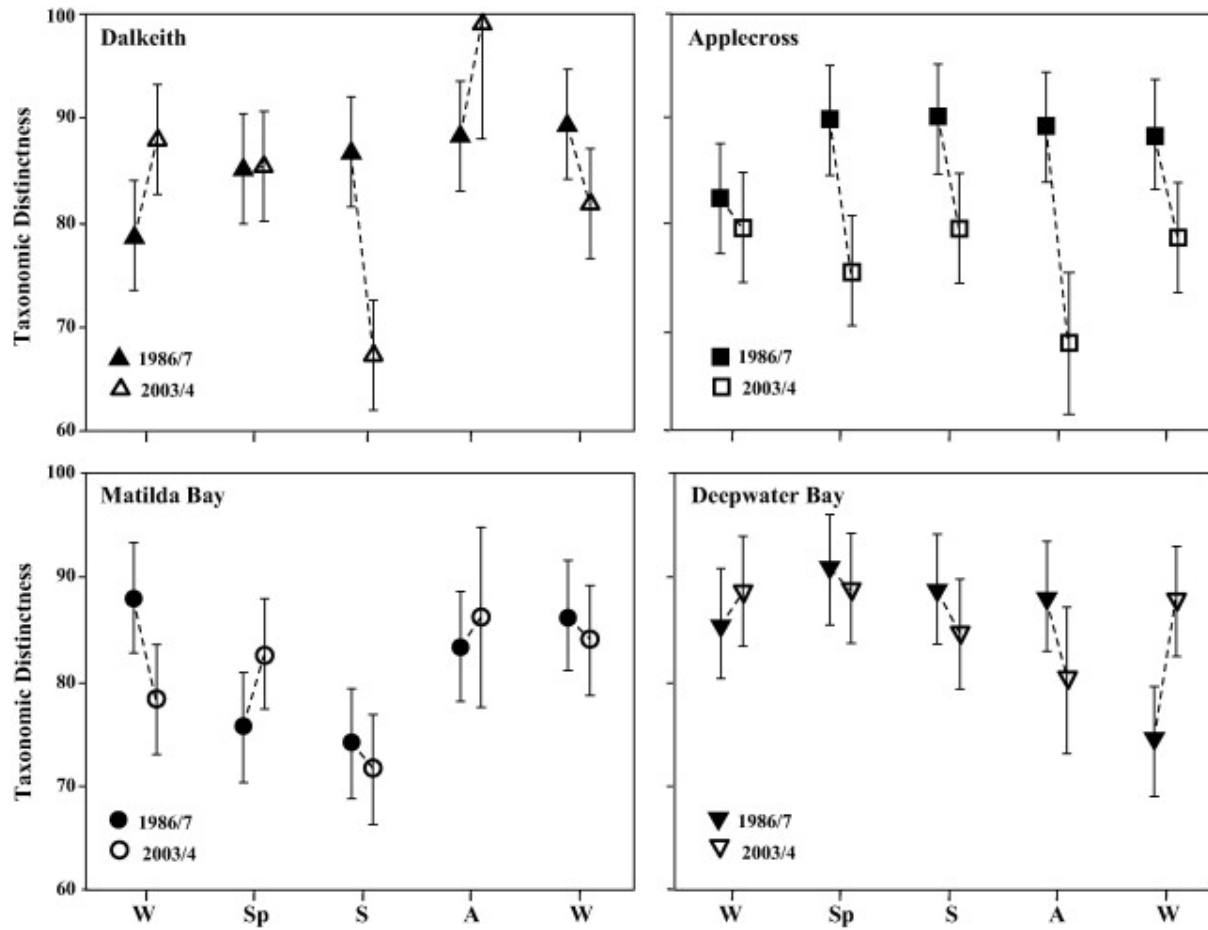 Dalkeith
Applecross
Taxonomic Distinctness
100
90
80
70
60
1986/7
2003/4
1986/7
2003/4
Matilda Bay
Deepwater Bay
Taxonomic Distinctness
100
90
80
70
60
1986/7
2003/4
1986/7
2003/4
W Sp S A W
W Sp S A W